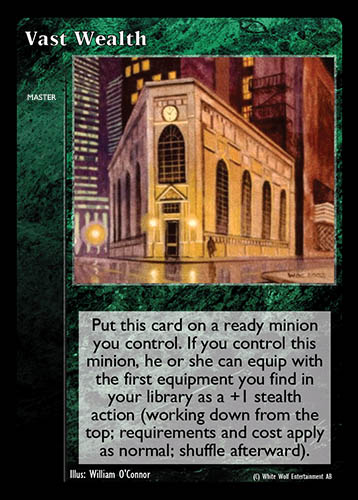 Vast Wealth
MASTER
Put this card on a ready minion
you control. If you control this
minion, he or she can equip with
the first equipment you find in
your library as a +1 stealth
action (working down from the
top; requirements and cost apply
as normal; shuffle afterward).
Illus: William O'Connor
(C) White Wolf Entertainment AB